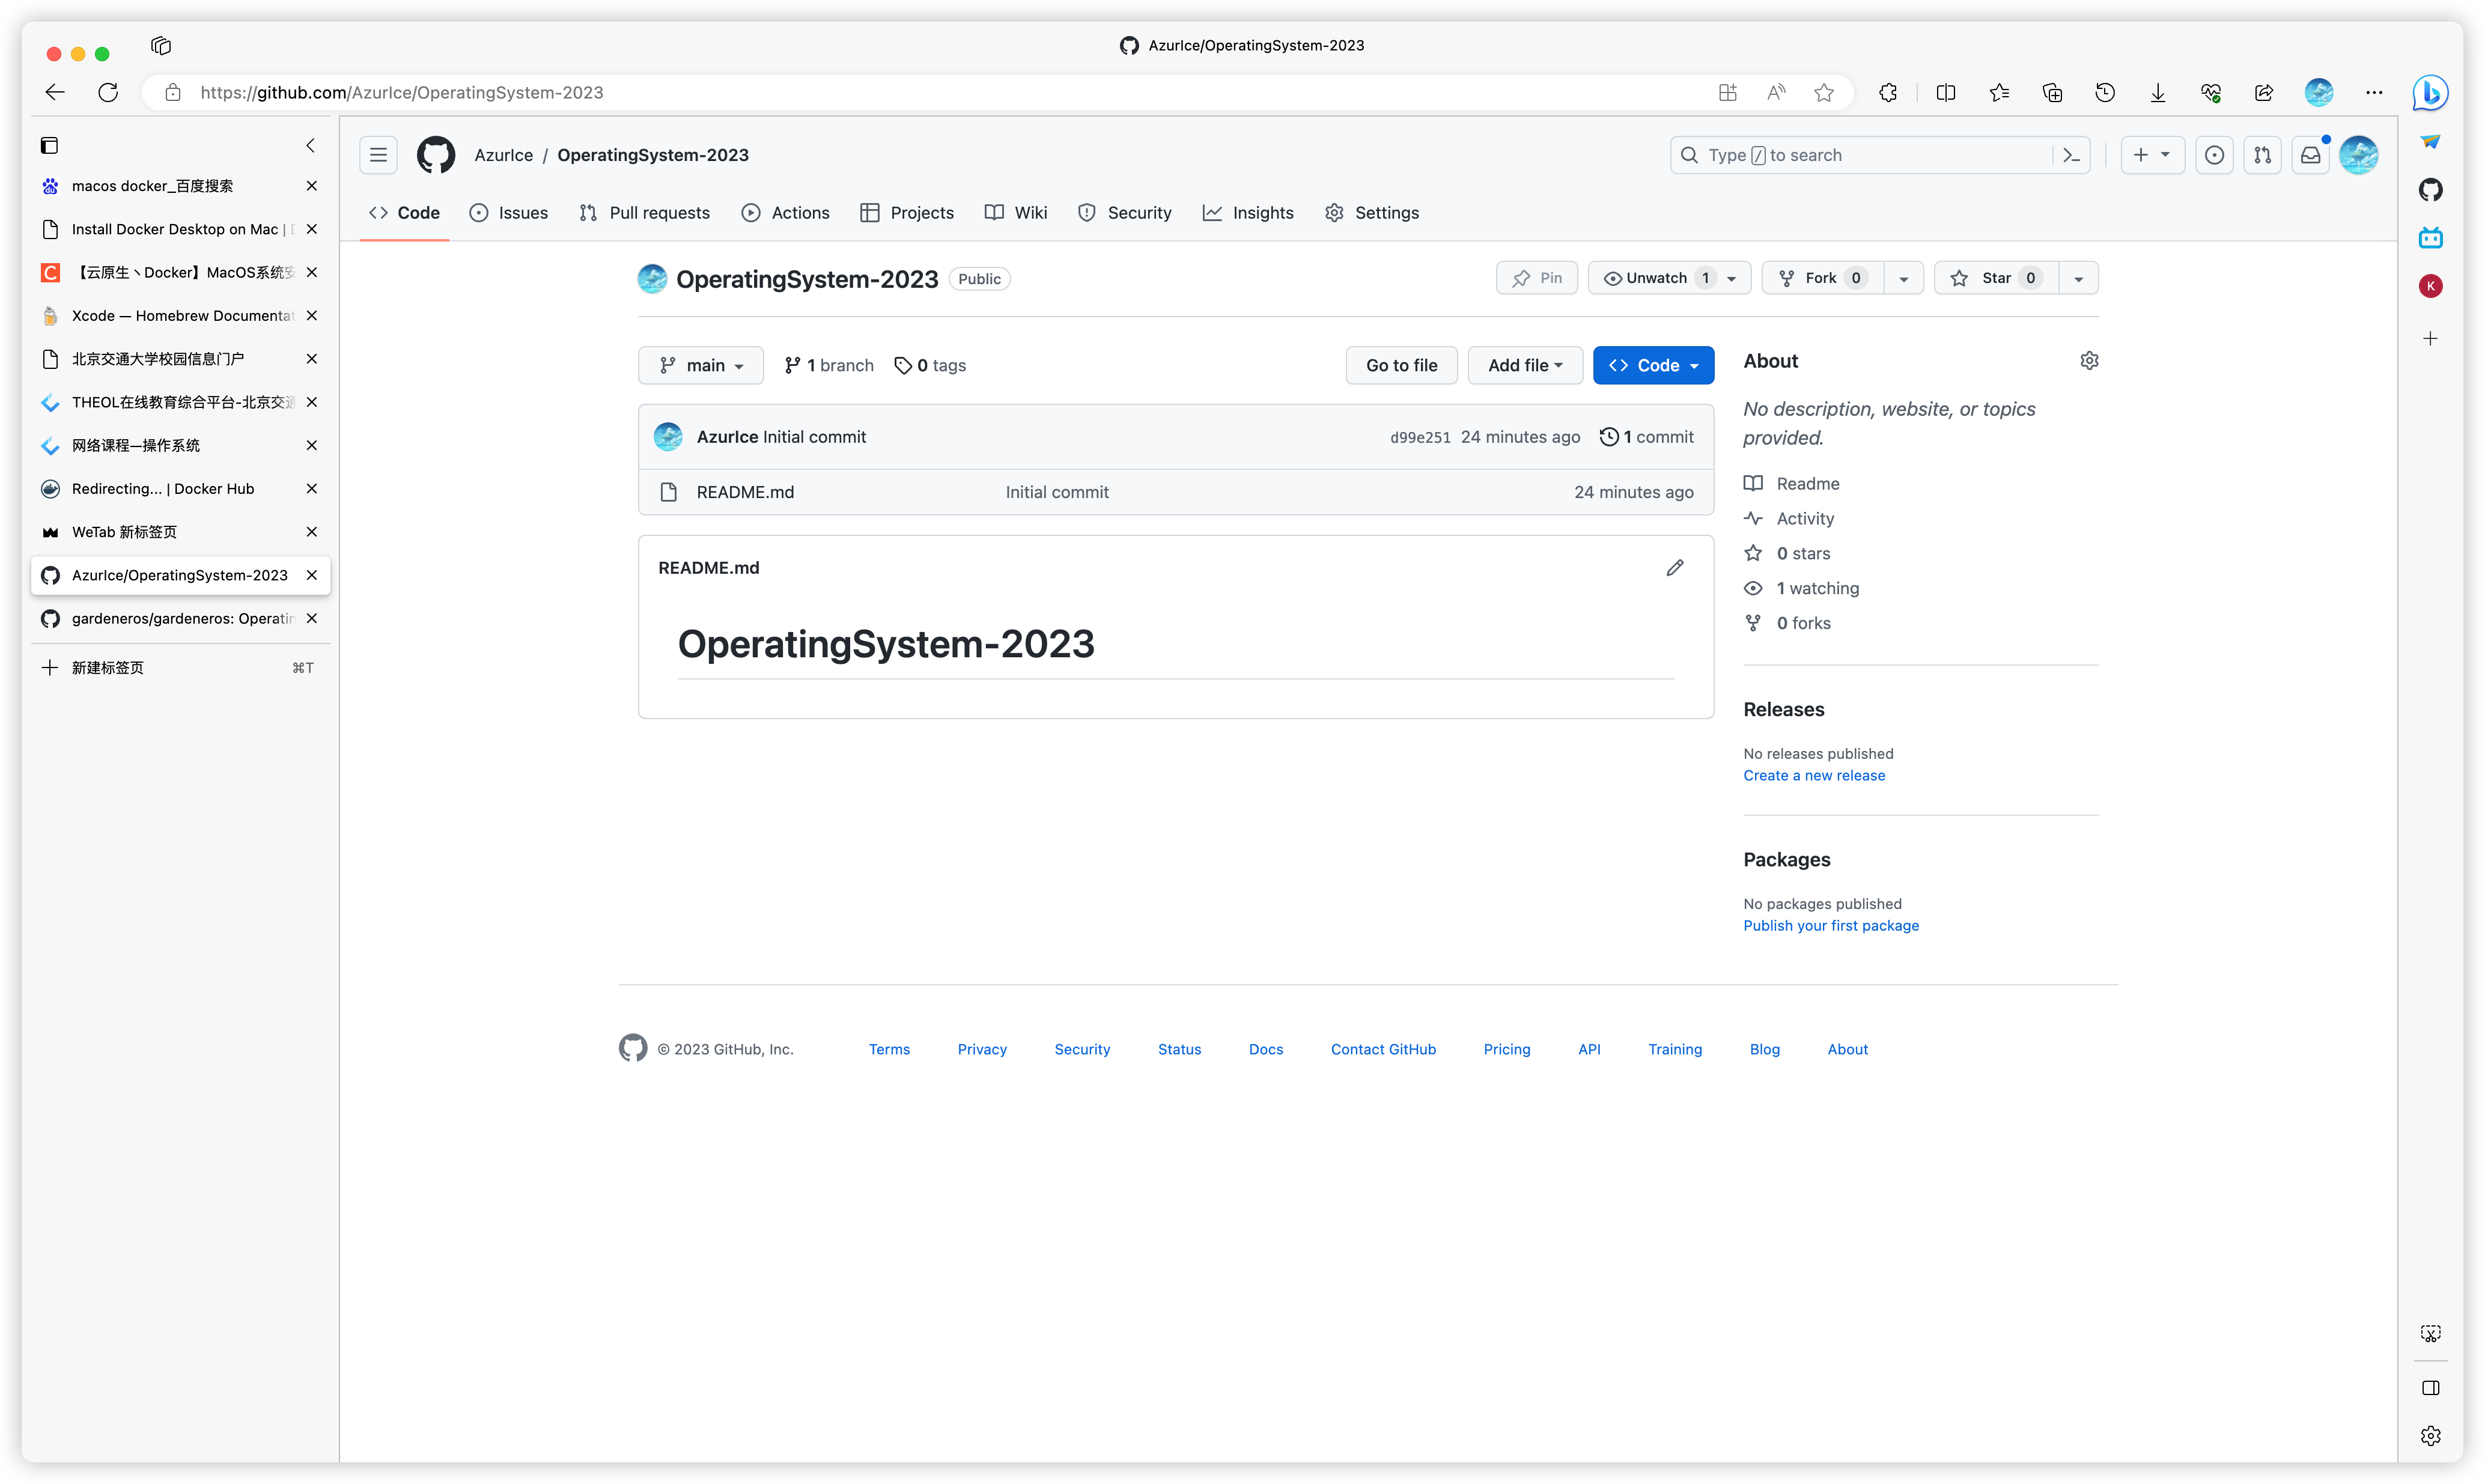 AzurIce/OperatingSystem-2023
https://github.com/AzurIce/OperatingSystem-2023
macos docker_百度搜索
Install Docker Desktop on Mac |
【云原生丶Docker】MacOS系统安
Xcode — Homebrew Documentat
北京交通大学校园信息门户
THEOL在线教育综合平台-北京交通
网络课程—操作系统
Redirecting... | Docker Hub
WeTab 新标签页
AzurIce/OperatingSystem-2023
gardeneros/gardeneros: Operatin
新建标签页 ⌘T
AzurIce / OperatingSystem-2023
Type / to search
Code Issues Pull requests Actions Projects Wiki Security Insights Settings
OperatingSystem-2023 Public
Pin Unwatch 1 Fork 0 Star 0
main 1 branch 0 tags
Go to file Add file Code
AzurIce Initial commit d99e251 24 minutes ago 1 commit
README.md Initial commit 24 minutes ago
README.md
OperatingSystem-2023
About
No description, website, or topics
provided.
Readme
Activity
0 stars
1 watching
0 forks
Releases
No releases published
Create a new release
Packages
No packages published
Publish your first package
© 2023 GitHub, Inc. Terms Privacy Security Status Docs Contact GitHub Pricing API Training Blog About
K